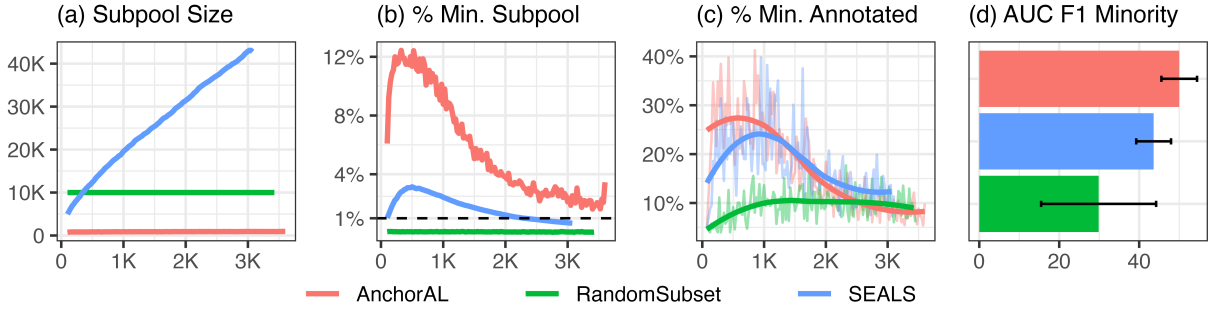 (a) Subpool Size
40K
30K
20K
10K
0
0 1K 2K 3K
(b) % Min. Subpool
12%
8%
4%
1%
0 1K 2K 3K
(c) % Min. Annotated
40%
30%
20%
10%
0 1K 2K 3K
(d) AUC F1 Minority
0 20 40
AnchorAL RandomSubset SEALS